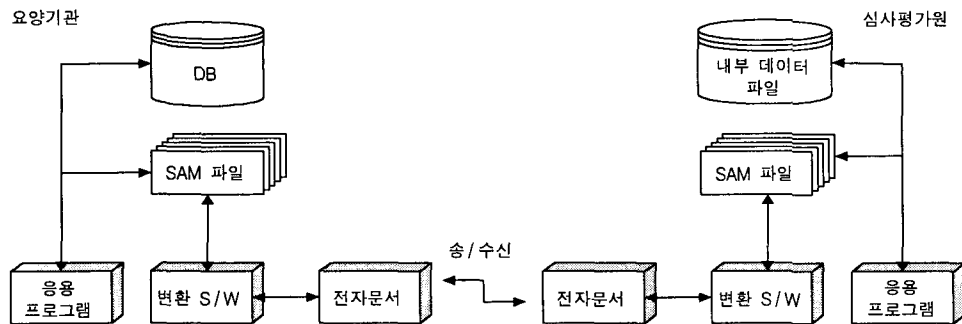 요양기관
심사평가원
DB
내부 데이터
파일
SAM 파일
SAM 파일
송/수신
응용
프로그램
변환 S/W
전자문서
전자문서
변환 S/W
응용
프로그램